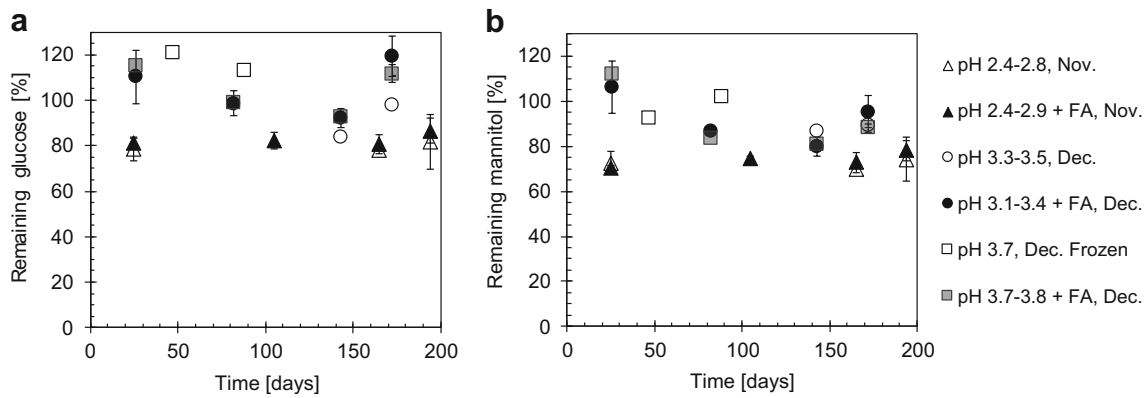 a
Remaining glucose [%]
120
100
80
60
40
20
0
0 50 100 150 200
Time [days]
b
Remaining mannitol [%]
120
100
80
60
40
20
0
0 50 100 150 200
Time [days]
pH 2.4-2.8, Nov.
pH 2.4-2.9 + FA, Nov.
pH 3.3-3.5, Dec.
pH 3.1-3.4 + FA, Dec.
pH 3.7, Dec. Frozen
pH 3.7-3.8 + FA, Dec.